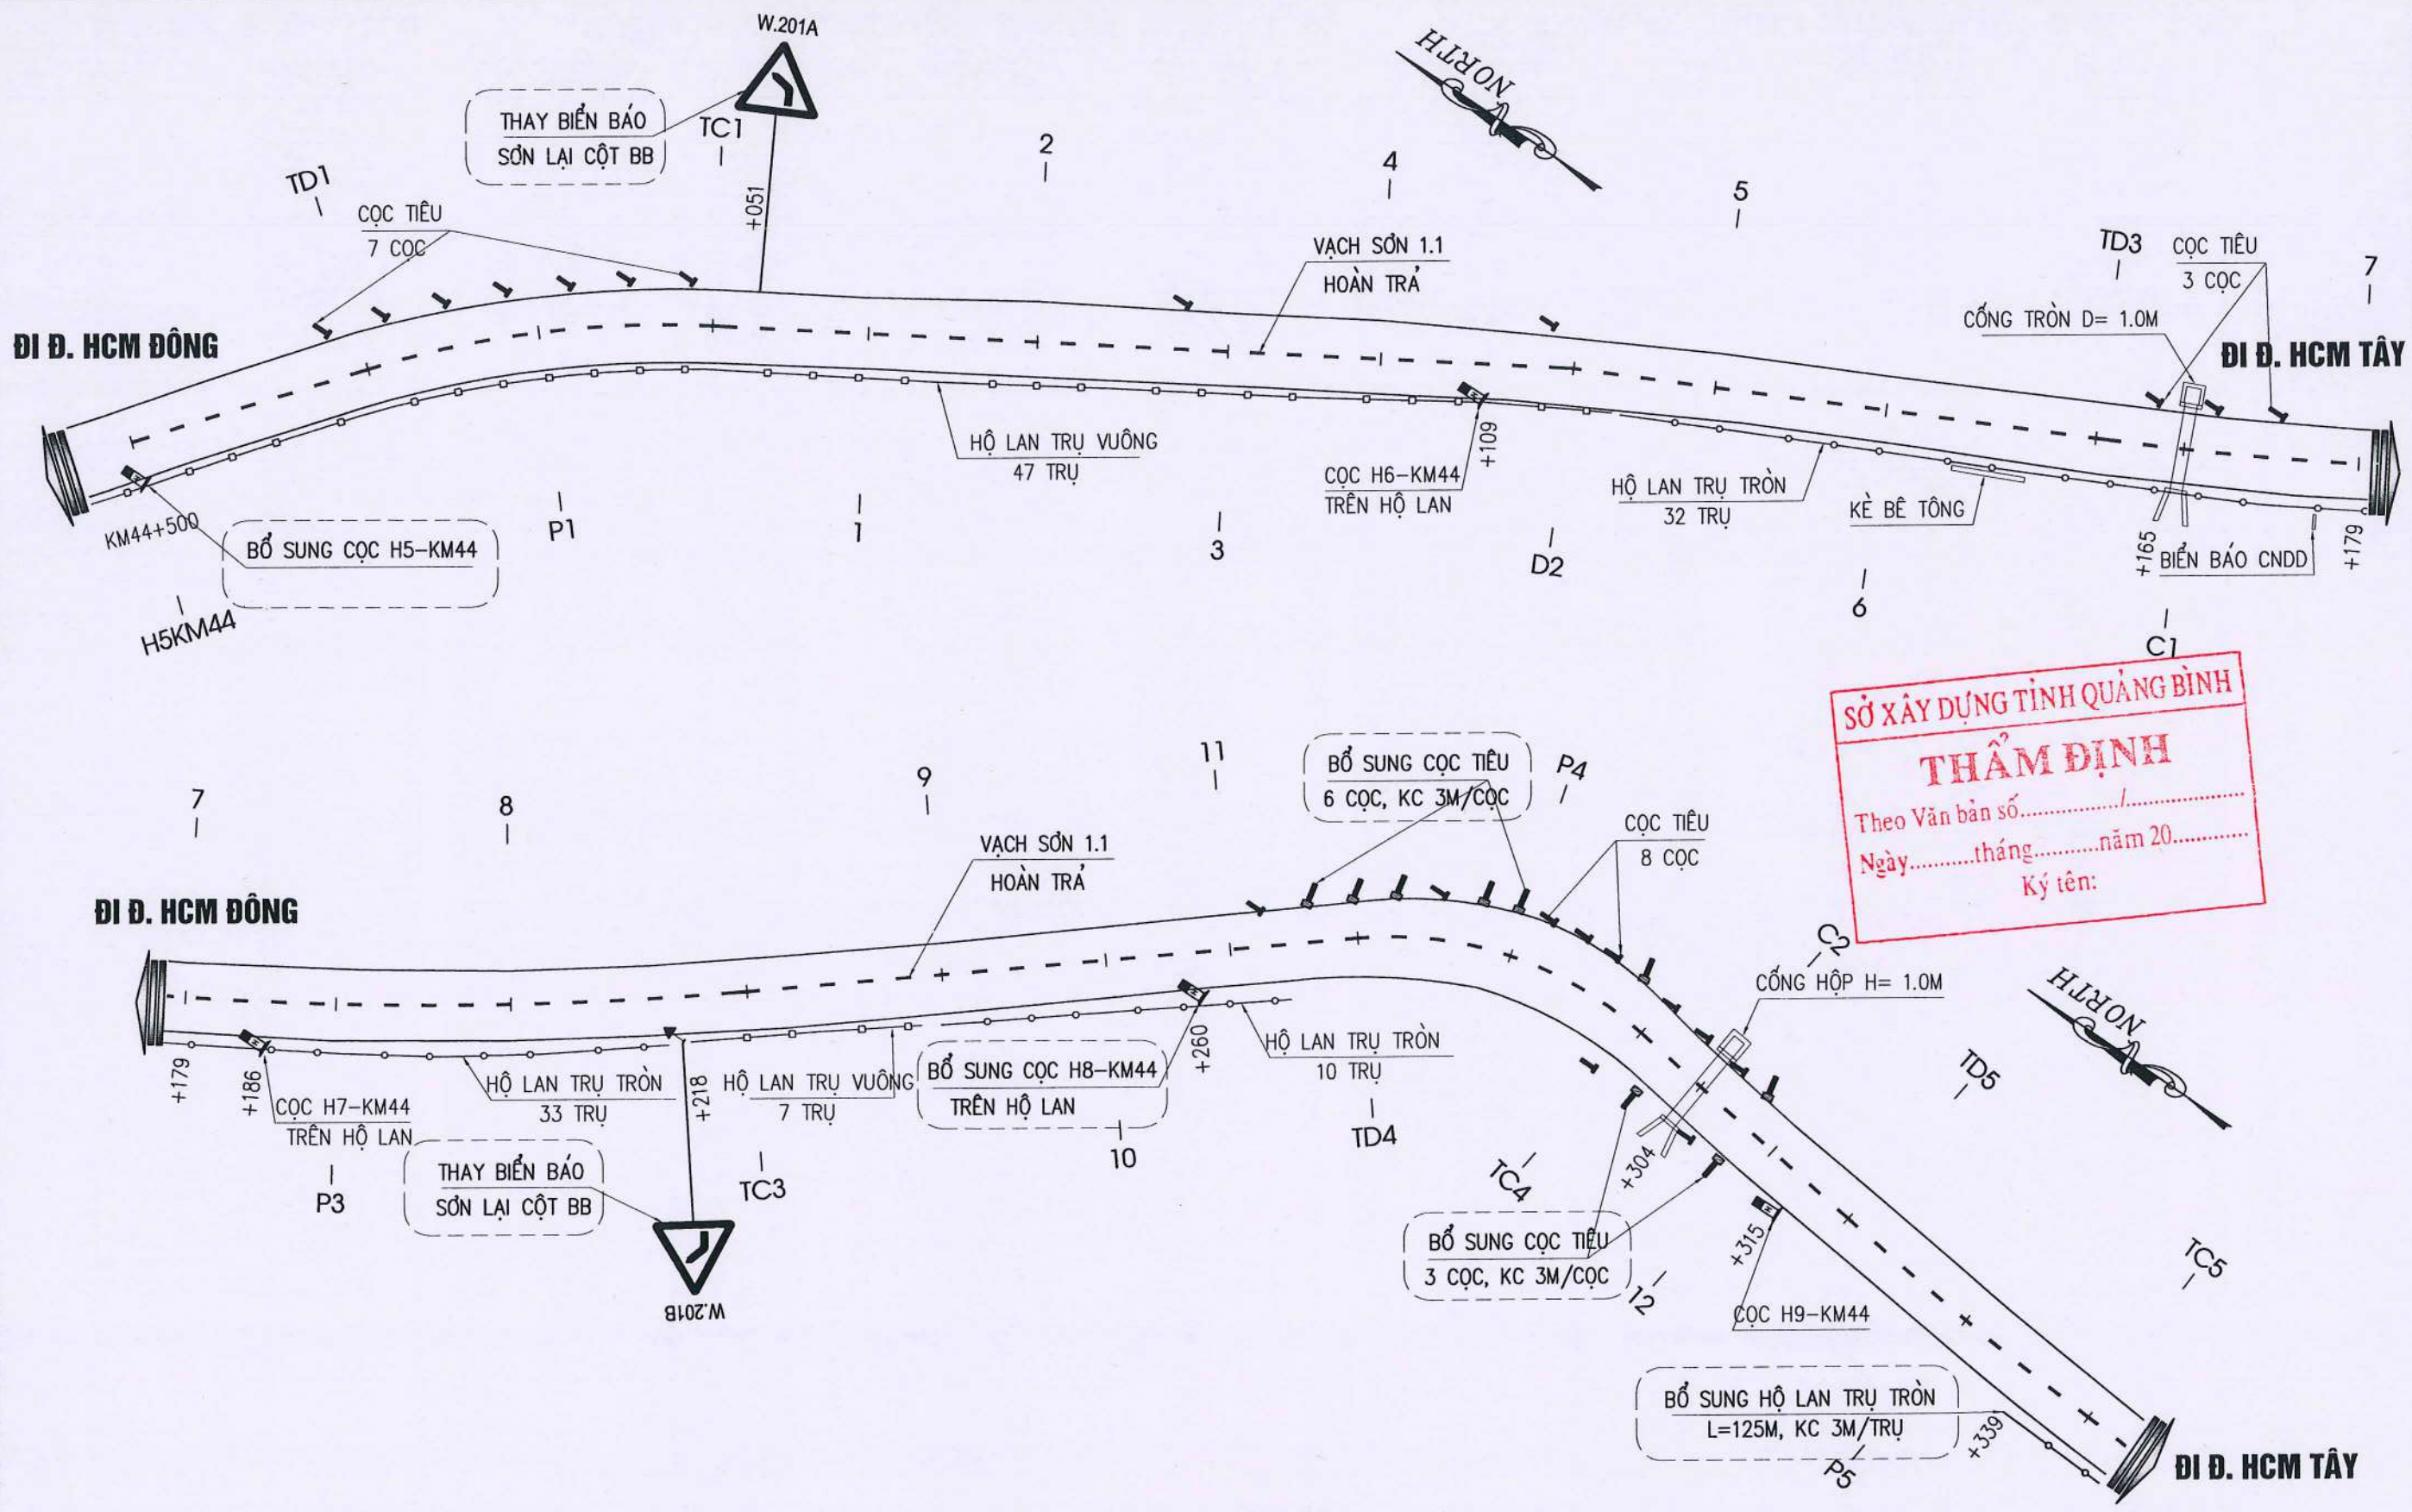 W.201A
THAY BIỂN BÁO
SƠN LẠI CỘT BB
TC1
+051
TD1
CỌC TIÊU
7 CỌC
2
4
NORTH
5
VẠCH SƠN 1.1
HOÀN TRẢ
TD3
CỌC TIÊU
3 CỌC
7
CỐNG TRÒN D= 1.0M
ĐI Đ. HCM ĐÔNG
ĐI Đ. HCM TÂY
HỘ LAN TRỤ VUÔNG
47 TRỤ
CỌC H6-KM44
TRÊN HỘ LAN
+109
HỘ LAN TRỤ TRÒN
32 TRỤ
KÈ BÊ TÔNG
+165
BIỂN BÁO CNDD
+179
KM44+500
BỔ SUNG CỌC H5-KM44
H5KM44
P1
1
3
D2
6
C1
SỞ XÂY DỰNG TỈNH QUẢNG BÌNH
THẨM ĐỊNH
Theo Văn bản số................/......................
Ngày...........tháng...........năm 20.............
Ký tên:
7
8
9
11
BỔ SUNG CỌC TIÊU
6 CỌC, KC 3M/CỌC
P4
CỌC TIÊU
8 CỌC
VẠCH SƠN 1.1
HOÀN TRẢ
ĐI Đ. HCM ĐÔNG
C2
CỐNG HỘP H= 1.0M
NORTH
TD5
+179
+186
CỌC H7-KM44
TRÊN HỘ LAN
HỘ LAN TRỤ TRÒN
33 TRỤ
+218
HỘ LAN TRỤ VUÔNG
7 TRỤ
BỔ SUNG CỌC H8-KM44
TRÊN HỘ LAN
+260
HỘ LAN TRỤ TRÒN
10 TRỤ
TD4
P3
THAY BIỂN BÁO
SƠN LẠI CỘT BB
TC3
10
TC4
+304
BỔ SUNG CỌC TIÊU
3 CỌC, KC 3M/CỌC
12
+315
CỌC H9-KM44
TC5
W.201B
BỔ SUNG HỘ LAN TRỤ TRÒN
L=125M, KC 3M/TRỤ
+339
P5
ĐI Đ. HCM TÂY